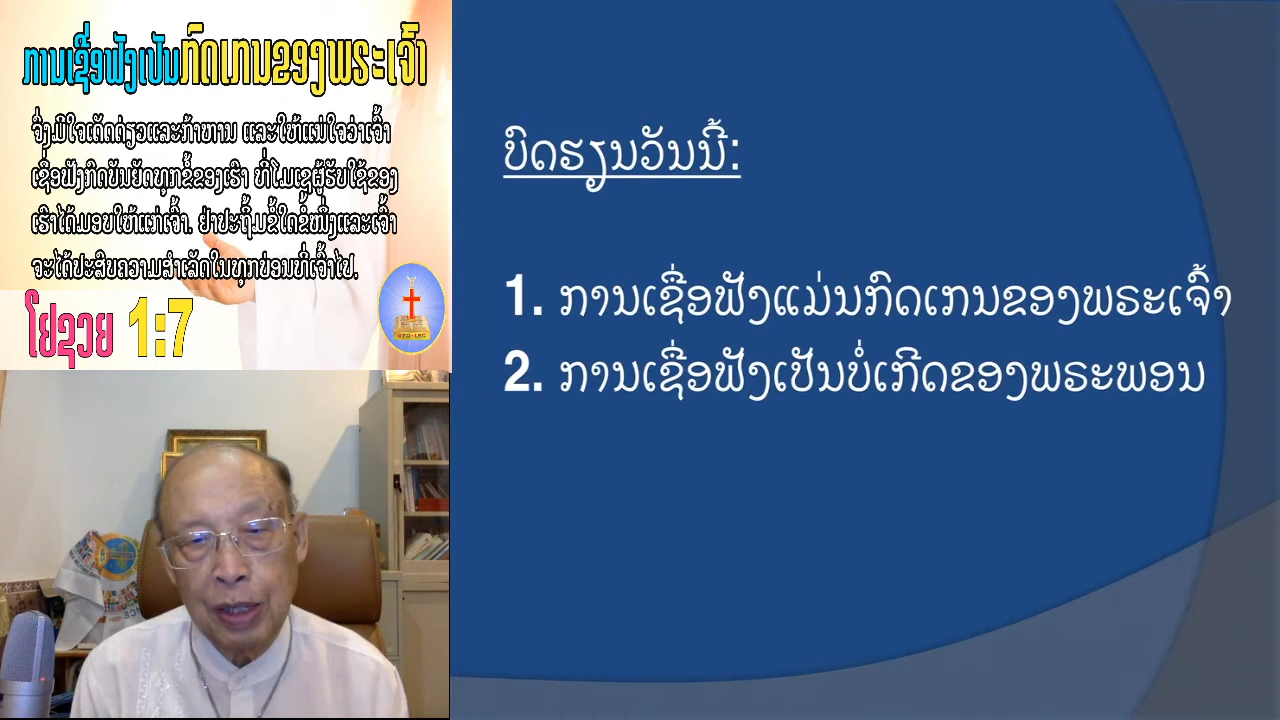 ການເຊື່ອຟັງເປັນກົດເກນຂອງພຣະເຈົ້າ
ຈົ່ງມີໃຈເດັດດ່ຽວແລະກ້າຫານ ແລະໃຫ້ແນ່ໃຈວ່າເຈົ້າ
ເຊື່ອຟັງກົດບັນຍັດທຸກຂໍ້ຂອງເຮົາ ທີ່ໂມເຊຜູ້ຮັບໃຊ້ຂອງ
ເຮົາໄດ້ມອບໃຫ້ແກ່ເຈົ້າ. ຢ່າປະຖິ້ມຂໍ້ໃດຂໍ້ໜຶ່ງແລະເຈົ້າ
ຈະໄດ້ປະສົບຄວາມສຳເລັດໃນທຸກບ່ອນທີ່ເຈົ້າໄປ.
ໂຢຊວຍ 1:7
ບົດຮຽນວັນນີ້:
1. ການເຊື່ອຟັງແມ່ນກົດເກນຂອງພຣະເຈົ້າ
2. ການເຊື່ອຟັງເປັນບໍ່ເກີດຂອງພຣະພອນ